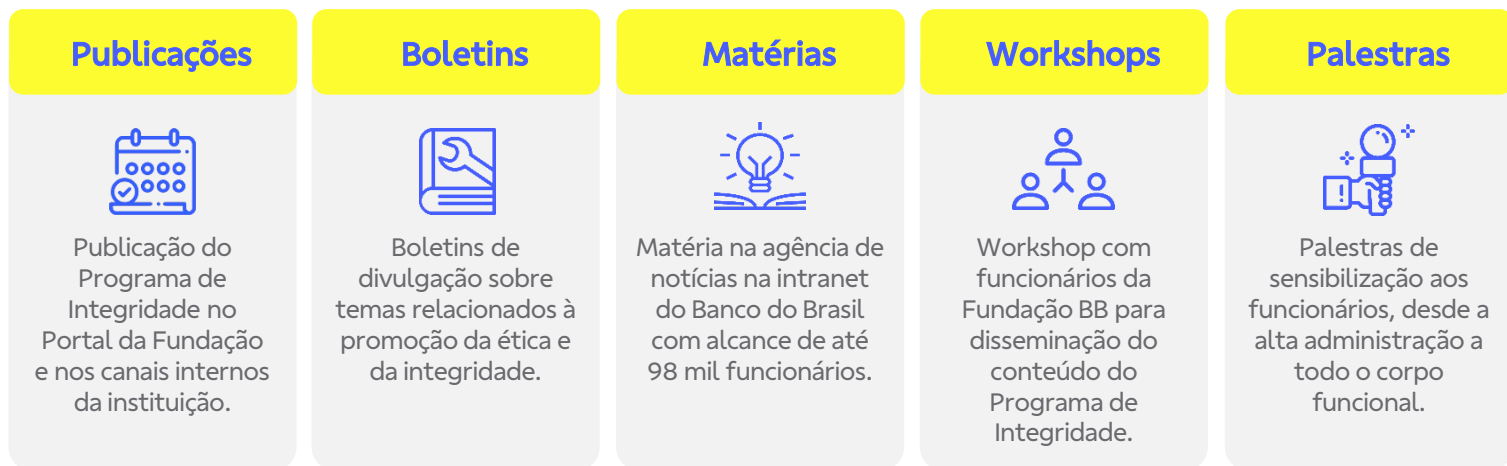 Publicações
Publicação do
Programa de
Integridade no
Portal da Fundação
e nos canais internos
da instituição.
Boletins
Boletins de
divulgação sobre
temas relacionados à
promoção da ética e
da integridade.
Matérias
Matéria na agência de
notícias na intranet
do Banco do Brasil
com alcance de até
98 mil funcionários.
Workshops
Workshop com
funcionários da
Fundação BB para
disseminação do
conteúdo do
Programa de
Integridade.
Palestras
Palestras de
sensibilização aos
funcionários, desde a
alta administração a
todo o corpo
funcional.